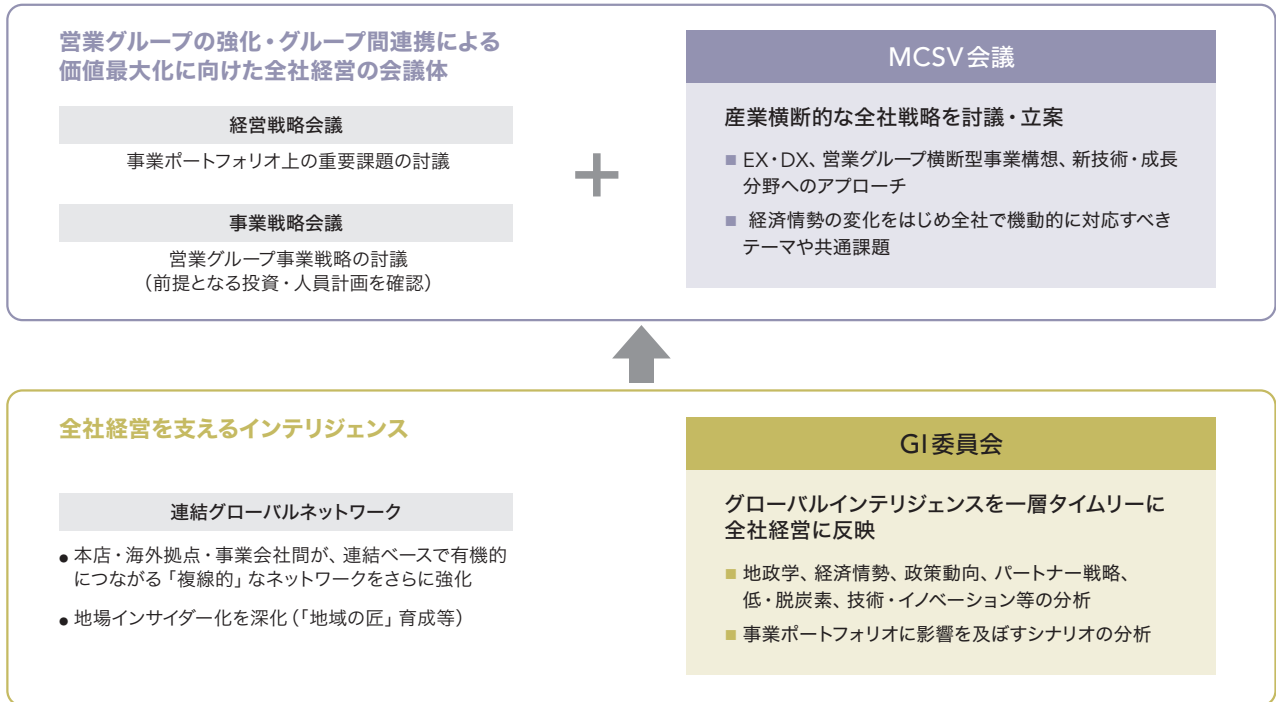 営業グループの強化・グループ間連携による
価値最大化に向けた全社経営の会議体
経営戦略会議
事業ポートフォリオ上の重要課題の討議
事業戦略会議
営業グループ事業戦略の討議
（前提となる投資・人員計画を確認）
+
MCSV会議
産業横断的な全社戦略を討議・立案
■ EX・DX、営業グループ横断型事業構想、新技術・成長
分野へのアプローチ
■ 経済情勢の変化をはじめ全社で機動的に対応すべき
テーマや共通課題
全社経営を支えるインテリジェンス
連結グローバルネットワーク
● 本店・海外拠点・事業会社間が、連結ベースで有機的
につながる「複線的」なネットワークをさらに強化
● 地場インサイダー化を深化（「地域の匠」育成等）
GI委員会
グローバルインテリジェンスを一層タイムリーに
全社経営に反映
■ 地政学、経済情勢、政策動向、パートナー戦略、
低・脱炭素、技術・イノベーション等の分析
■ 事業ポートフォリオに影響を及ぼすシナリオの分析